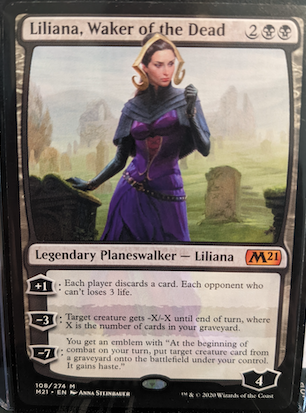 Liliana, Waker of the Dead 2
Legendary Planeswalker — Liliana M21
+1: Each player discards a card. Each opponent who
can't loses 3 life.
−3: Target creature gets -X/-X until end of turn, where
X is the number of cards in your graveyard.
−7: You get an emblem with "At the beginning of
combat on your turn, put target creature card from
a graveyard onto the battlefield under your control.
It gains haste."
4
108/274 M
M21 • EN ANNA STEINBAUER
™ & © 2020 Wizards of the Coast